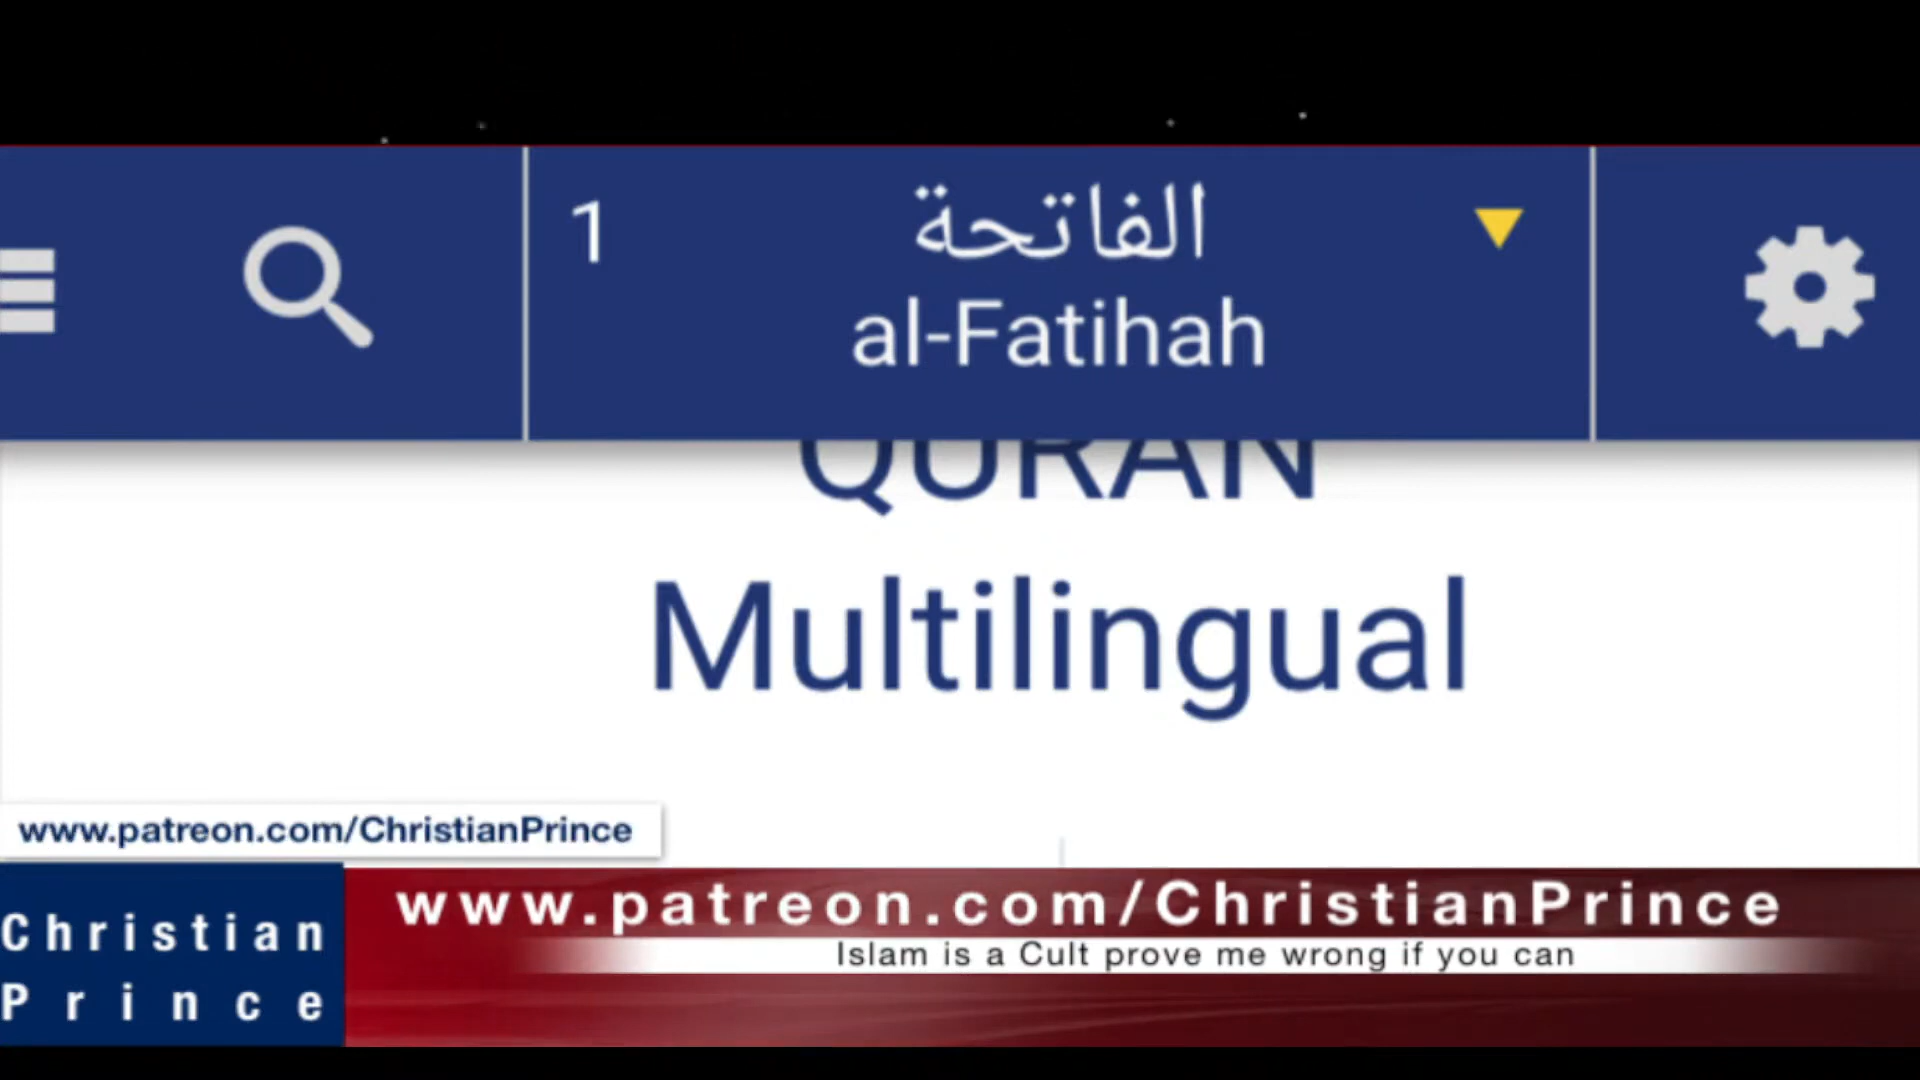 1
الفاتحة
al-Fatihah
QURAN
Multilingual
www.patreon.com/ChristianPrince
Christian
Prince
www.patreon.com/ChristianPrince
Islam is a Cult prove me wrong if you can